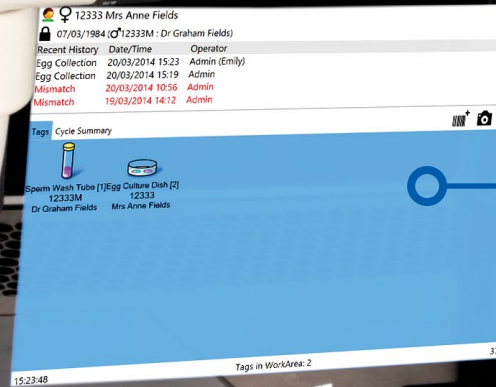 12333 Mrs Anne Fields
07/03/1984 (♂12333M : Dr Graham Fields)
Recent History Date/Time Operator
Egg Collection 20/03/2014 15:23 Admin (Emily)
Egg Collection 20/03/2014 15:19 Admin
Mismatch 20/03/2014 10:56 Admin
Mismatch 19/03/2014 14:12 Admin
Tags Cycle Summary
Sperm Wash Tube [1] Egg Culture Dish [2]
12333M 12333
Dr Graham Fields Mrs Anne Fields
15:23:48 Tags in WorkArea: 2